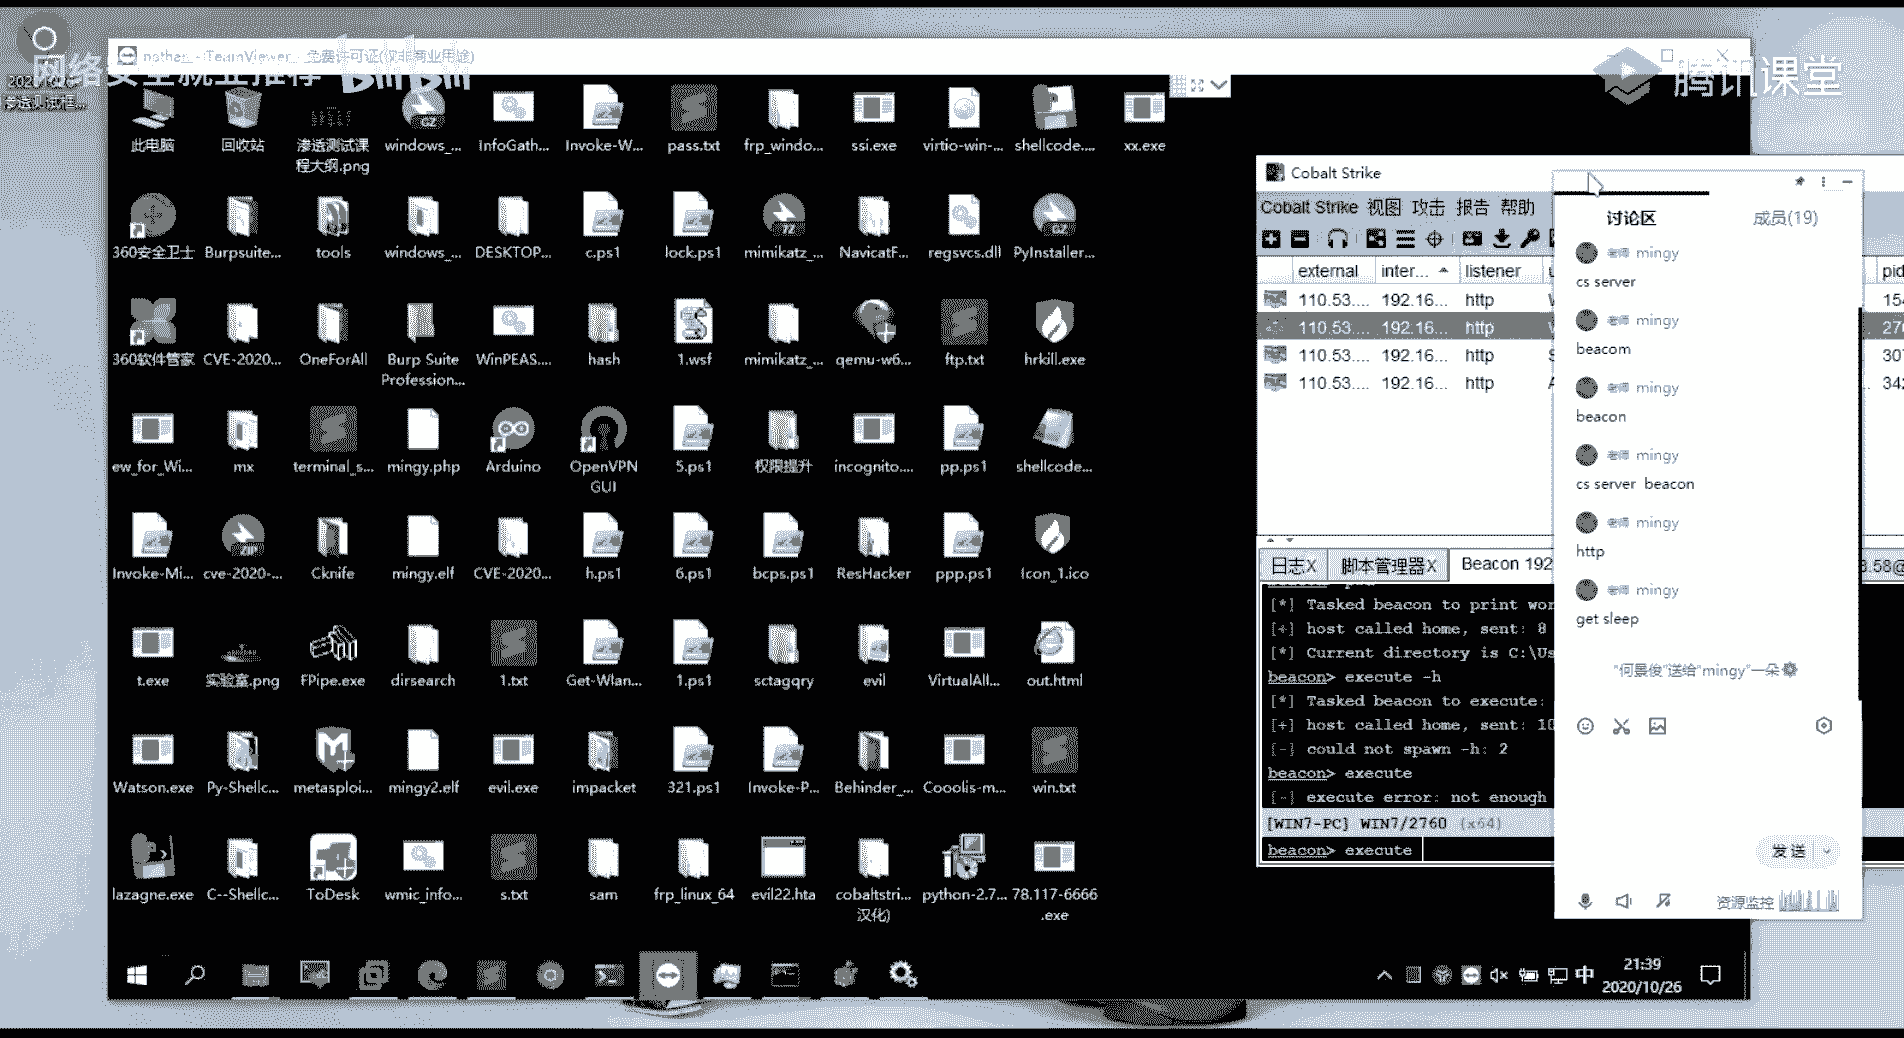 网络安全就业推荐
bilibili
腾讯课堂
nathan - TeamViewer - 免费许可证(仅非商业用途)
此电脑
回收站
渗透测试课
程大纲.png
windows_...
InfoGath...
Invoke-W...
pass.txt
frp_windo...
ssi.exe
virtio-win-...
shellcode....
xx.exe
360安全卫士
Burpsuite...
tools
windows_...
DESKTOP...
c.ps1
lock.ps1
mimikatz_...
NavicatF...
regsvcs.dll
PyInstaller...
360软件管家
CVE-2020...
OneForAll
Burp Suite
Profession...
WinPEAS....
hash
1.wsf
mimikatz_...
qemu-w6...
ftp.txt
hrkill.exe
ew_for_Wi...
mx
terminal_s...
mingy.php
Arduino
OpenVPN
GUI
5.ps1
权限提升
incognito....
pp.ps1
shellcode...
Invoke-Mi...
cve-2020-...
Cknife
mingy.elf
CVE-2020...
h.ps1
6.ps1
bcps.ps1
ResHacker
ppp.ps1
Icon_1.ico
t.exe
实验室.png
FPipe.exe
dirsearch
1.txt
Get-Wlan...
1.ps1
sctagqry
evil
VirtualAll...
out.html
Watson.exe
Py-Shellc...
metasploi...
mingy2.elf
evil.exe
impacket
321.ps1
Invoke-P...
Behinder_...
Cooolis-m...
win.txt
lazagne.exe
C--Shellc...
ToDesk
wmic_info...
s.txt
sam
frp_linux_64
evil22.hta
cobaltstri...
汉化)
python-2.7...
78.117-6666
.exe
Cobalt Strike
Cobalt Strike 视图 攻击 报告 帮助
external inter... listener pid
110.53.... 192.16... http 154
110.53.... 192.16... http 276
110.53.... 192.16... http 307
110.53.... 192.16... http 342
日志X 脚本管理器X Beacon 192 3.58@
[*] Tasked beacon to print wor
[+] host called home, sent: 8
[*] Current directory is C:\Us
beacon> execute -h
[*] Tasked beacon to execute:
[+] host called home, sent: 10
[-] could not spawn -h: 2
beacon> execute
[-] execute error: not enough
[WIN7-PC] WIN7/2760 (x64)
beacon> execute
讨论区 成员(19)
老师 mingy
cs server
老师 mingy
beacom
老师 mingy
beacon
老师 mingy
cs server beacon
老师 mingy
http
老师 mingy
get sleep
"何景俊"送给"mingy"一朵
发送
资源监控
中
21:39
2020/10/26